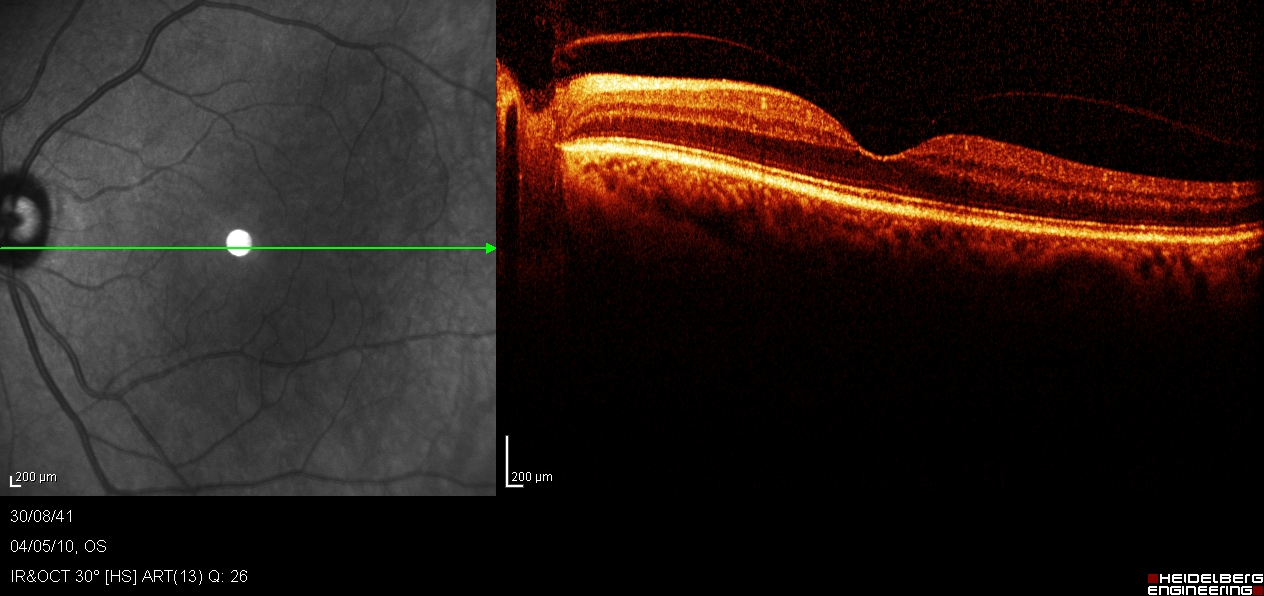 200 µm
200 µm
30/08/41
04/05/10, OS
IR&OCT 30° [HS] ART(13) Q: 26
HEIDELBERG
ENGINEERING